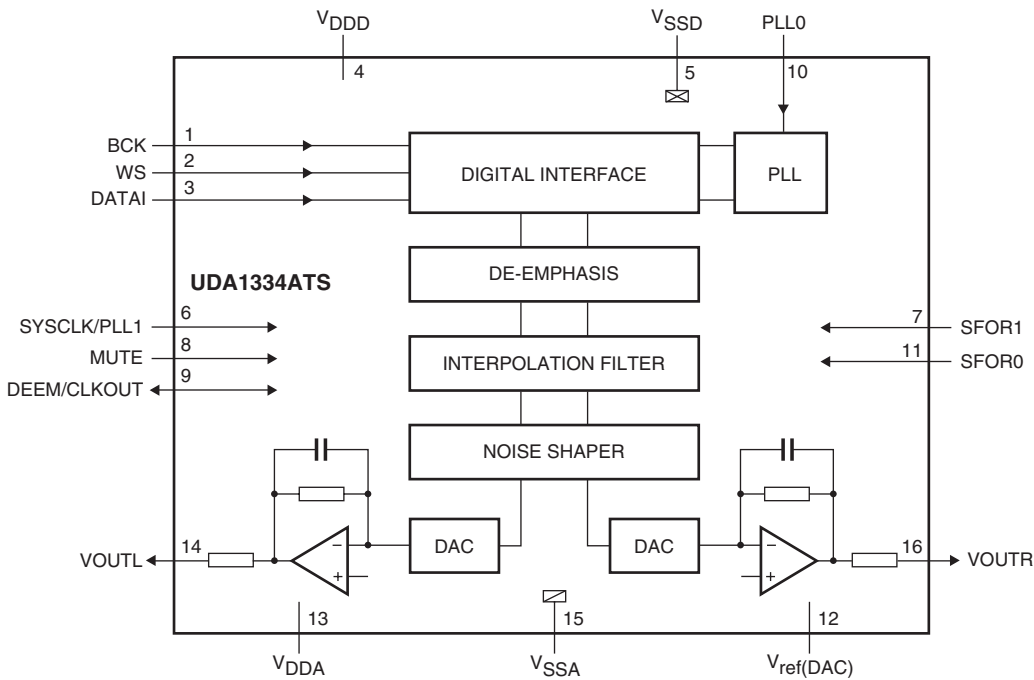 VDDD
VSSD
PLL0
4
5
10
BCK
1
WS
2
DATAI
3
DIGITAL INTERFACE
PLL
DE-EMPHASIS
UDA1334ATS
SYSCLK/PLL1
6
7
SFOR1
MUTE
8
INTERPOLATION FILTER
11
SFOR0
DEEM/CLKOUT
9
NOISE SHAPER
VOUTL
14
−
+
DAC
DAC
−
+
16
VOUTR
13
15
12
VDDA
VSSA
Vref(DAC)